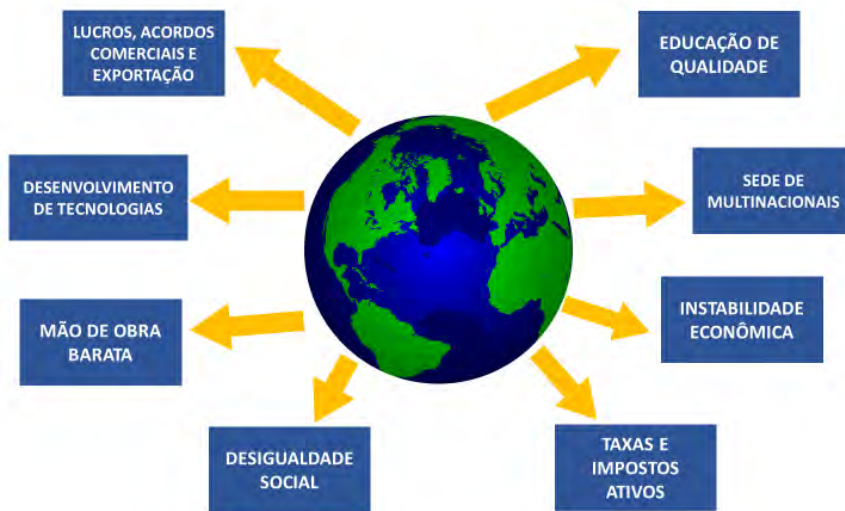 LUCROS, ACORDOS
COMERCIAIS E
EXPORTAÇÃO
EDUCAÇÃO DE
QUALIDADE
DESENVOLVIMENTO
DE TECNOLOGIAS
SEDE DE
MULTINACIONAIS
MÃO DE OBRA
BARATA
INSTABILIDADE
ECONÔMICA
DESIGUALDADE
SOCIAL
TAXAS E
IMPOSTOS
ATIVOS